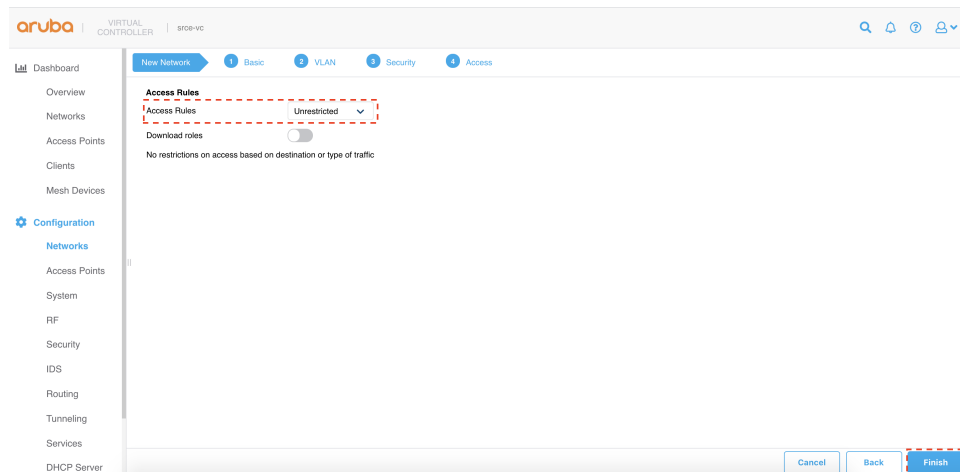 aruba
VIRTUAL
CONTROLLER
srce-vc
Dashboard
Overview
Networks
Access Points
Clients
Mesh Devices
Configuration
Networks
Access Points
System
RF
Security
IDS
Routing
Tunneling
Services
DHCP Server
New Network 1 Basic 2 VLAN 3 Security 4 Access
Access Rules
Access Rules Unrestricted
Download roles
No restrictions on access based on destination or type of traffic
Cancel Back Finish